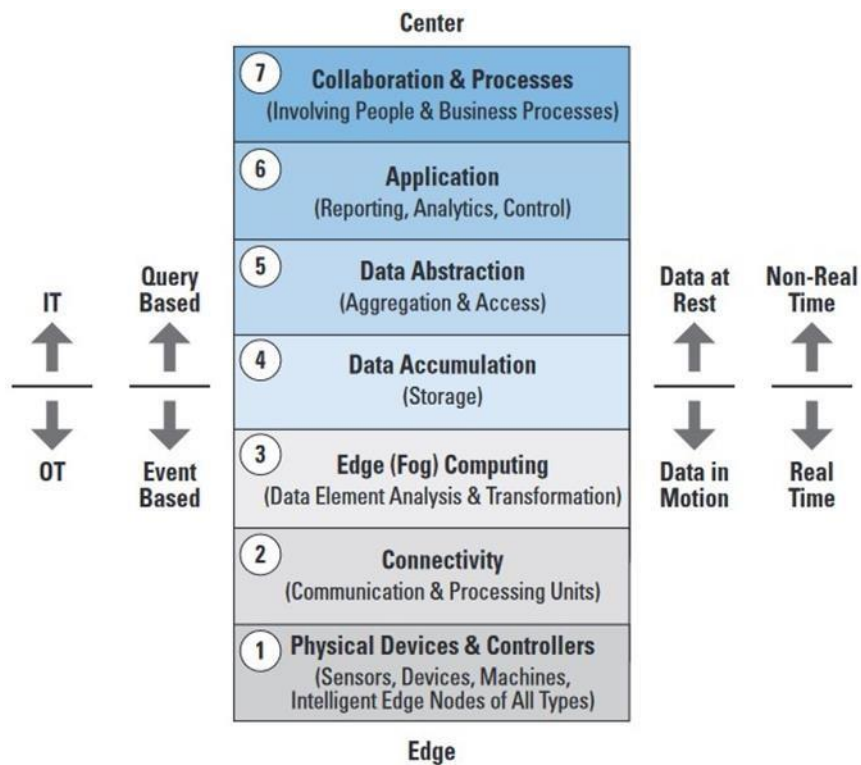 Center
7
Collaboration & Processes
(Involving People & Business Processes)
6
Application
(Reporting, Analytics, Control)
5
Data Abstraction
(Aggregation & Access)
4
Data Accumulation
(Storage)
3
Edge (Fog) Computing
(Data Element Analysis & Transformation)
2
Connectivity
(Communication & Processing Units)
1
Physical Devices & Controllers
(Sensors, Devices, Machines,
Intelligent Edge Nodes of All Types)
Edge
IT
OT
Query
Based
Event
Based
Data at
Rest
Data in
Motion
Non-Real
Time
Real
Time